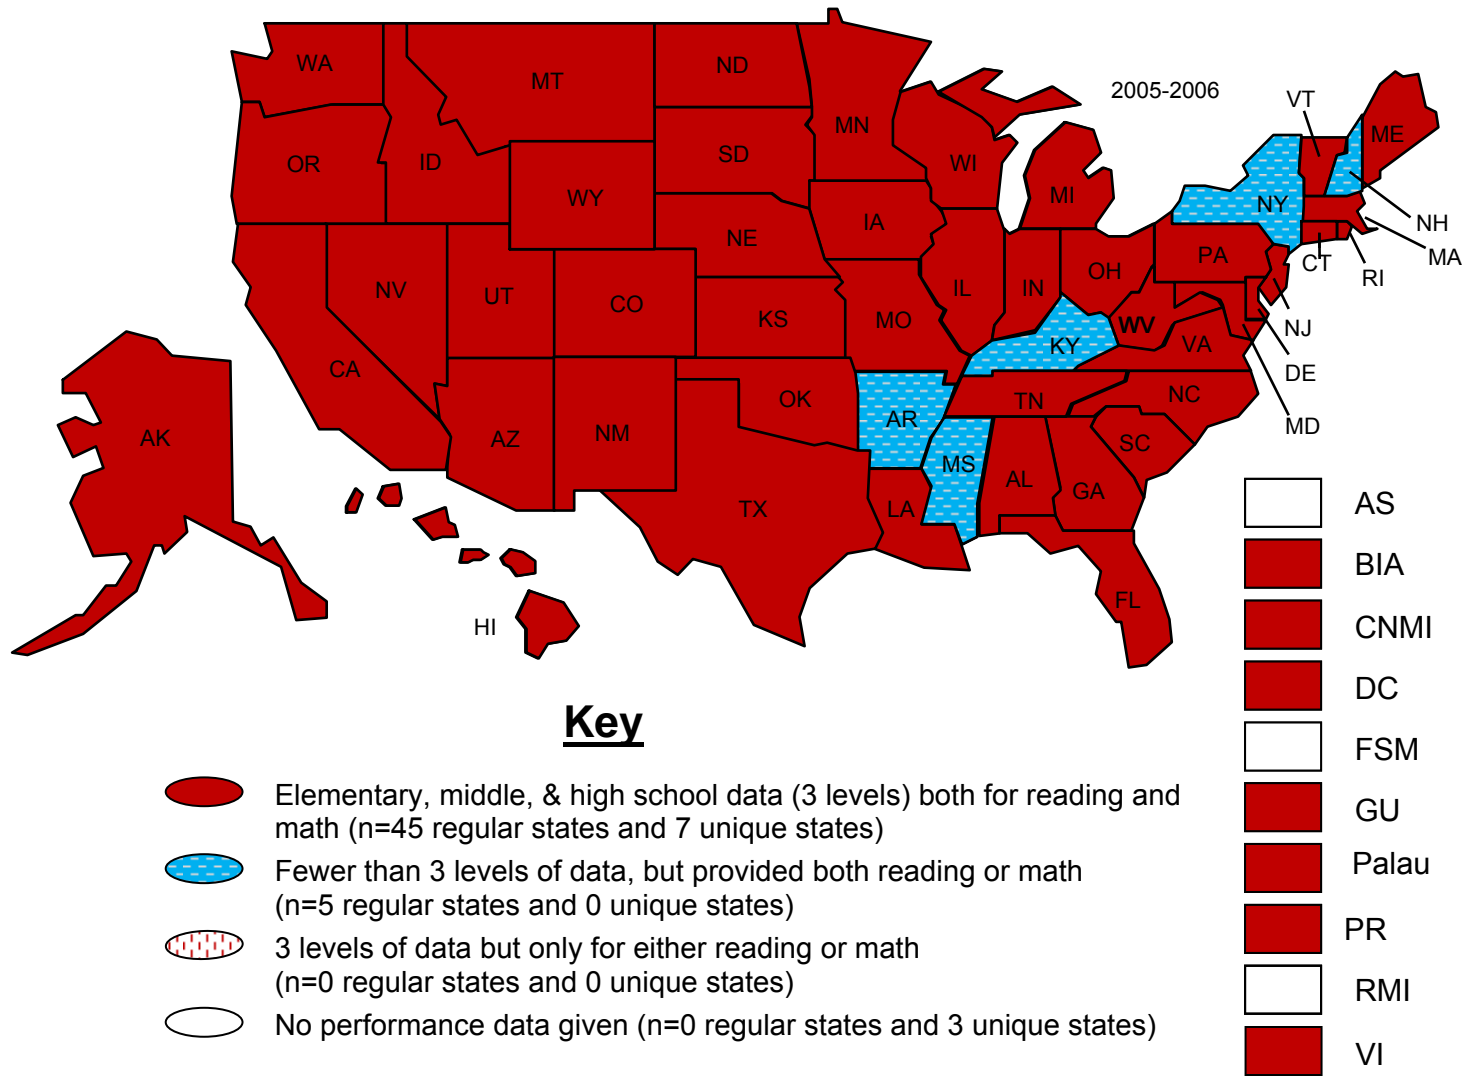 2005-2006
WA
MT
ND
MN
VT
ME
OR
ID
SD
WI
MI
WY
NY
NH
MA
IA
NE
PA
CT
RI
NV
UT
CO
IL
IN
OH
KS
MO
WV
NJ
KY
VA
DE
CA
OK
TN
NC
MD
AR
AK
AZ
NM
MS
SC
TX
LA
AL
GA
FL
HI
AS
BIA
CNMI
DC
FSM
GU
Palau
PR
RMI
VI
Key
Elementary, middle, & high school data (3 levels) both for reading and
math (n=45 regular states and 7 unique states)
Fewer than 3 levels of data, but provided both reading or math
(n=5 regular states and 0 unique states)
3 levels of data but only for either reading or math
(n=0 regular states and 0 unique states)
No performance data given (n=0 regular states and 3 unique states)